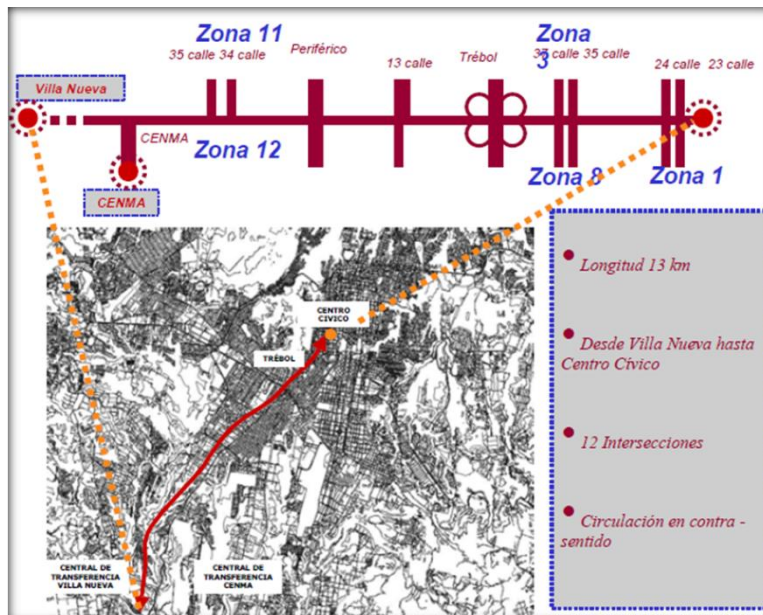 Zona 11
Zona
3
35 calle 34 calle
Periférico
13 calle
Trébol
37 calle 35 calle
24 calle 23 calle
Villa Nueva
CENMA
Zona 12
Zona 8
Zona 1
CENMA
CENTRO
CÍVICO
TRÉBOL
CENTRAL DE
TRANSFERENCIA
VILLA NUEVA
CENTRAL DE
TRANSFERENCIA
CENMA
Longitud 13 km
Desde Villa Nueva hasta
Centro Cívico
12 Intersecciones
Circulación en contra -
sentido